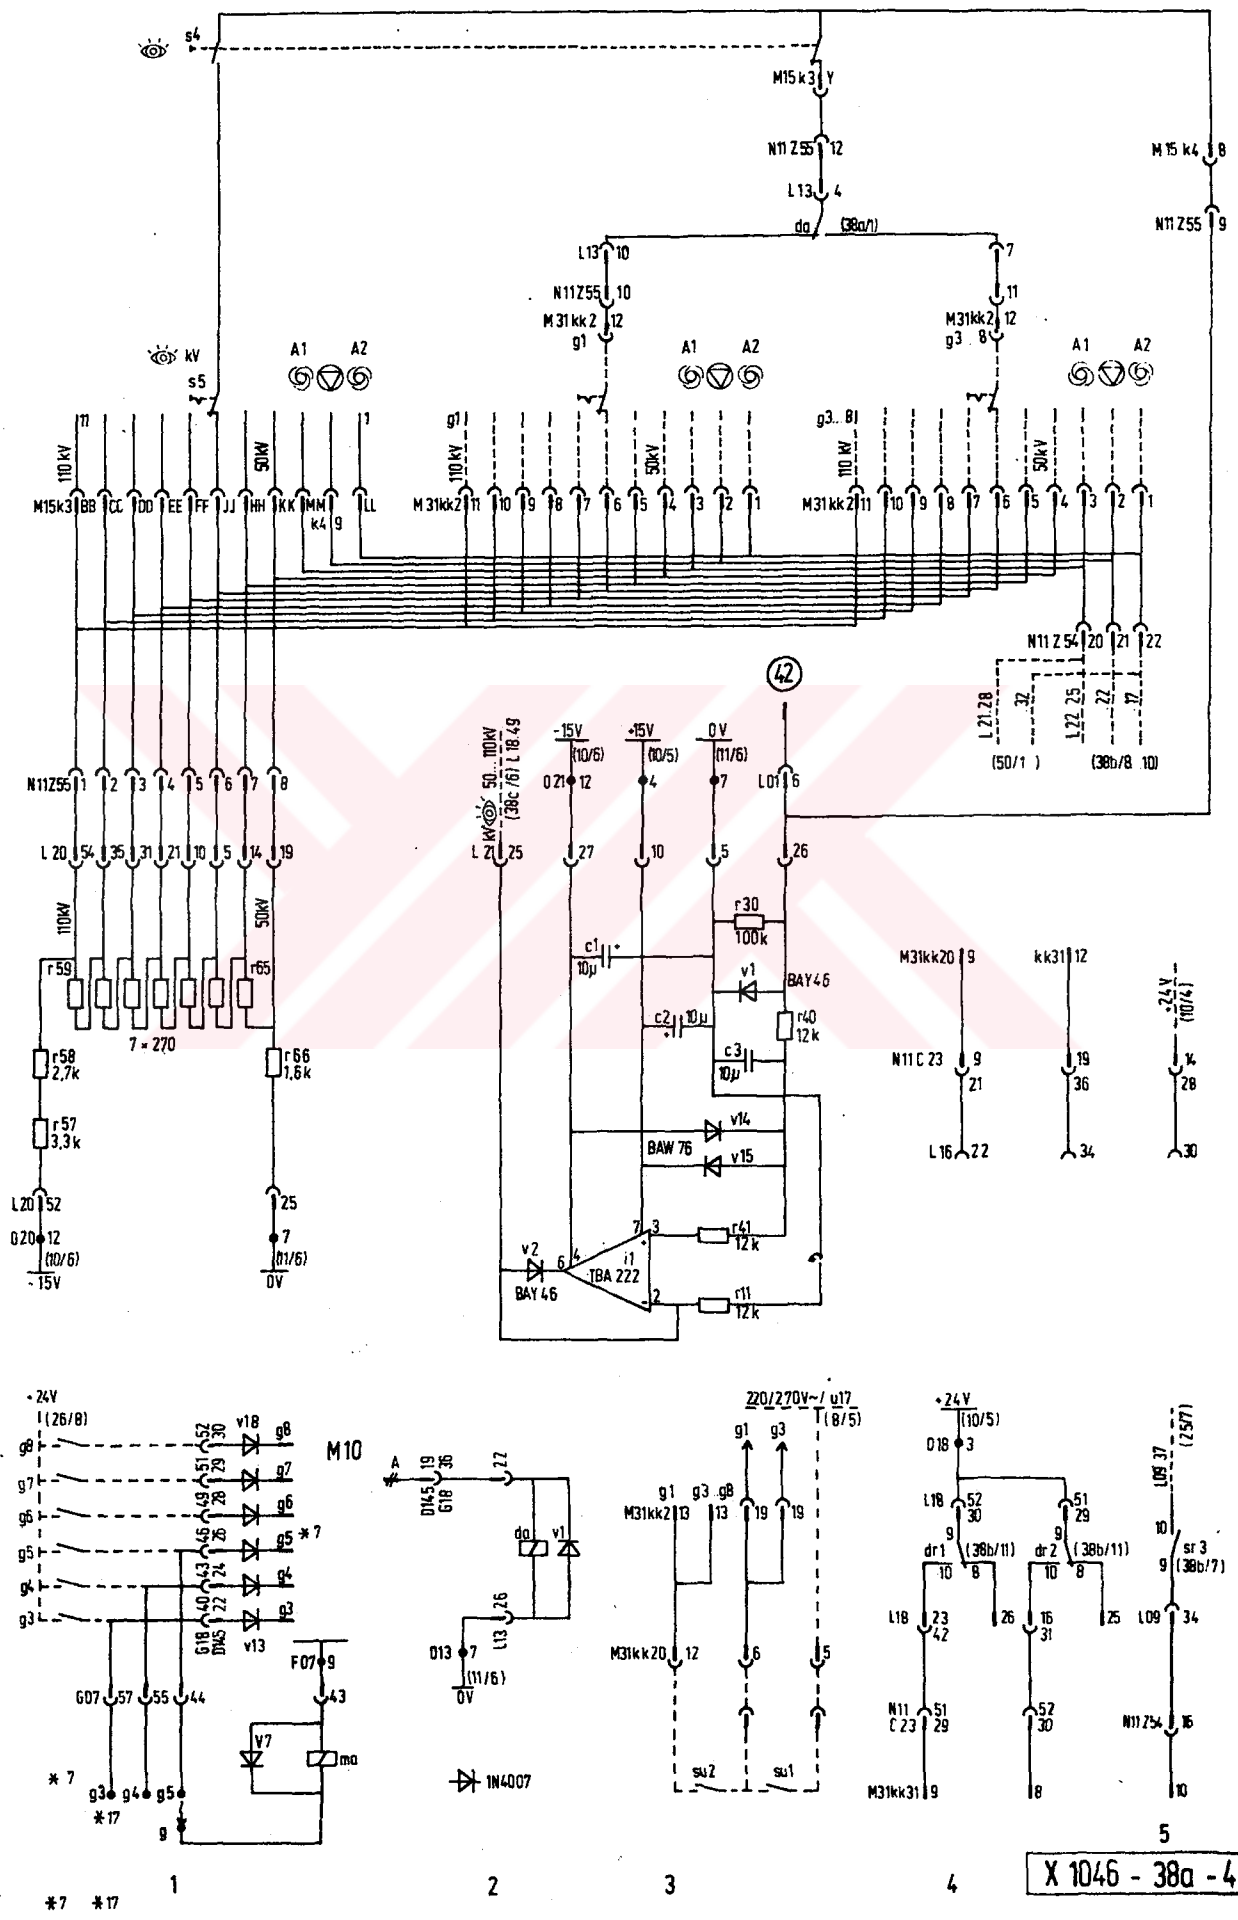 s4
M15 k3 Y
N11 Z55 12
M 15 k4 8
L13 4
da (38a/1)
N11 Z55 9
L13 10 7
N11Z55 10 11
M31kk2 12 M31kk2 12
g1 g3..8
kV
s5
A1 A2 A1 A2 A1 A2
11 1 g1 g3...8
110 kV 50kV 110 kV 50kV 110 kV 50kV
M15k3 BB CC DD EE FF JJ HH KK MM LL
k4 9
M31kk2 11 10 9 8 7 6 5 4 3 2 1
M31kk2 11 10 9 8 7 6 5 4 3 2 1
N11 Z54 20 21 22
42
L 21.28 32 L22 25 22 17
(50/1 ) (38b/8 10)
-15V +15V 0V
(10/6) (10/5) (11/6)
kV 50...110kV
(38c/6) L 18.49
N11Z55 1 2 3 4 5 6 7 8
D21 12 4 7 L01 6
L 20 54 35 31 21 10 5 14 19
L 21 25 27 10 5 26
110kV 50kV
r30
100k
c1 +
10µ
r59 r65
v1 BAY46
7 × 270
c2 10µ
+
r40
12k
c3
10µ
r58
2,7k
r66
1,6k
r57
3,3k
M31kk20 9 kk31 12
+24V
(10/4)
N11 C 23 9 19 14
21 36 28
L16 22 34 30
v14
BAW 76 v15
L20 52 25
D20 12 7
(10/6) (11/6)
-15V 0V
7 3 r41
12k
+
v2 6 4 i1
TBA 222
BAY 46
2 - r11
12k
+24V
(26/8)
g8 52 30 v18 g8
g7 51 29 g7
g6 49 28 g6
g5 46 26 g5 *7
g4 43 24 g4
g3 40 22 g3
G18 D145 v13
M10
A 19 36 22
D145 G18
da v1
L13 26
D13 7
(11/6)
0V
F07 9
G07 57 55 44 43
V7 ma
*7 g3 g4 g5
*17
g
1N4007
220/270V~/ u17
(8/5)
g1 g3
g1 g3...g8
M31kk2 13 13 19 19
M31kk20 12 6 5
su2 su1
+24V
(10/5)
D18 3
L18 52 51
30 29
9 9
dr1 (38b/11) dr2 (38b/11)
10 8 10 8
L18 23 26 16 25
42 31
N11 51 52
C23 29 30
M31kk31 9 8 10
L09 37 (25/7)
10
sr3
9 (38b/7)
L09 34
N11Z54 16
1 2 3 4 5
X 1046 - 38a - 4
*7 *17